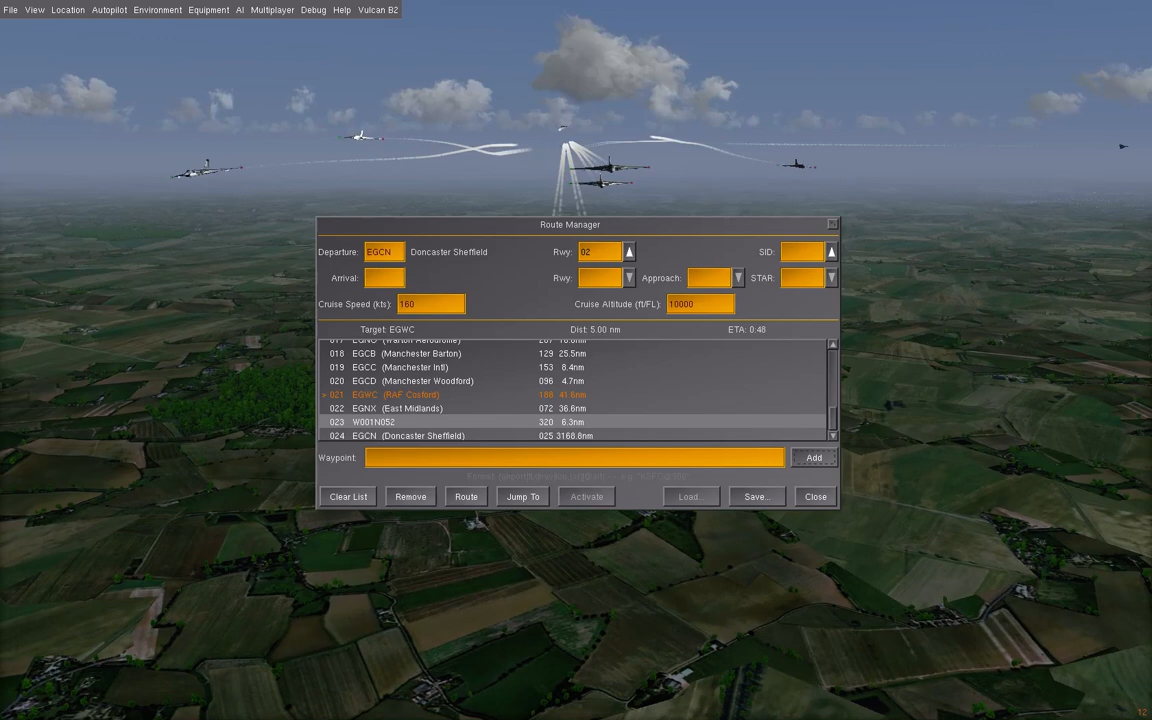 File View Location Autopilot Environment Equipment AI Multiplayer Debug Help Vulcan B2
Route Manager
Departure: EGCN Doncaster Sheffield Rwy: 02 SID:
Arrival: Rwy: Approach: STAR:
Cruise Speed (kts): 160 Cruise Altitude (ft/FL): 10000
Target: EGWC Dist: 5.00 nm ETA: 0:48
018 EGCB (Manchester Barton) 129 25.5nm
019 EGCC (Manchester Intl) 153 8.4nm
020 EGCD (Manchester Woodford) 096 4.7nm
> 021 EGWC (RAF Cosford) 188 41.8nm
022 EGNX (East Midlands) 072 36.6nm
023 W001N052 320 6.3nm
024 EGCN (Doncaster Sheffield) 025 3168.8nm
Waypoint: Add
Clear List Remove Route Jump To Activate Load... Save... Close
12